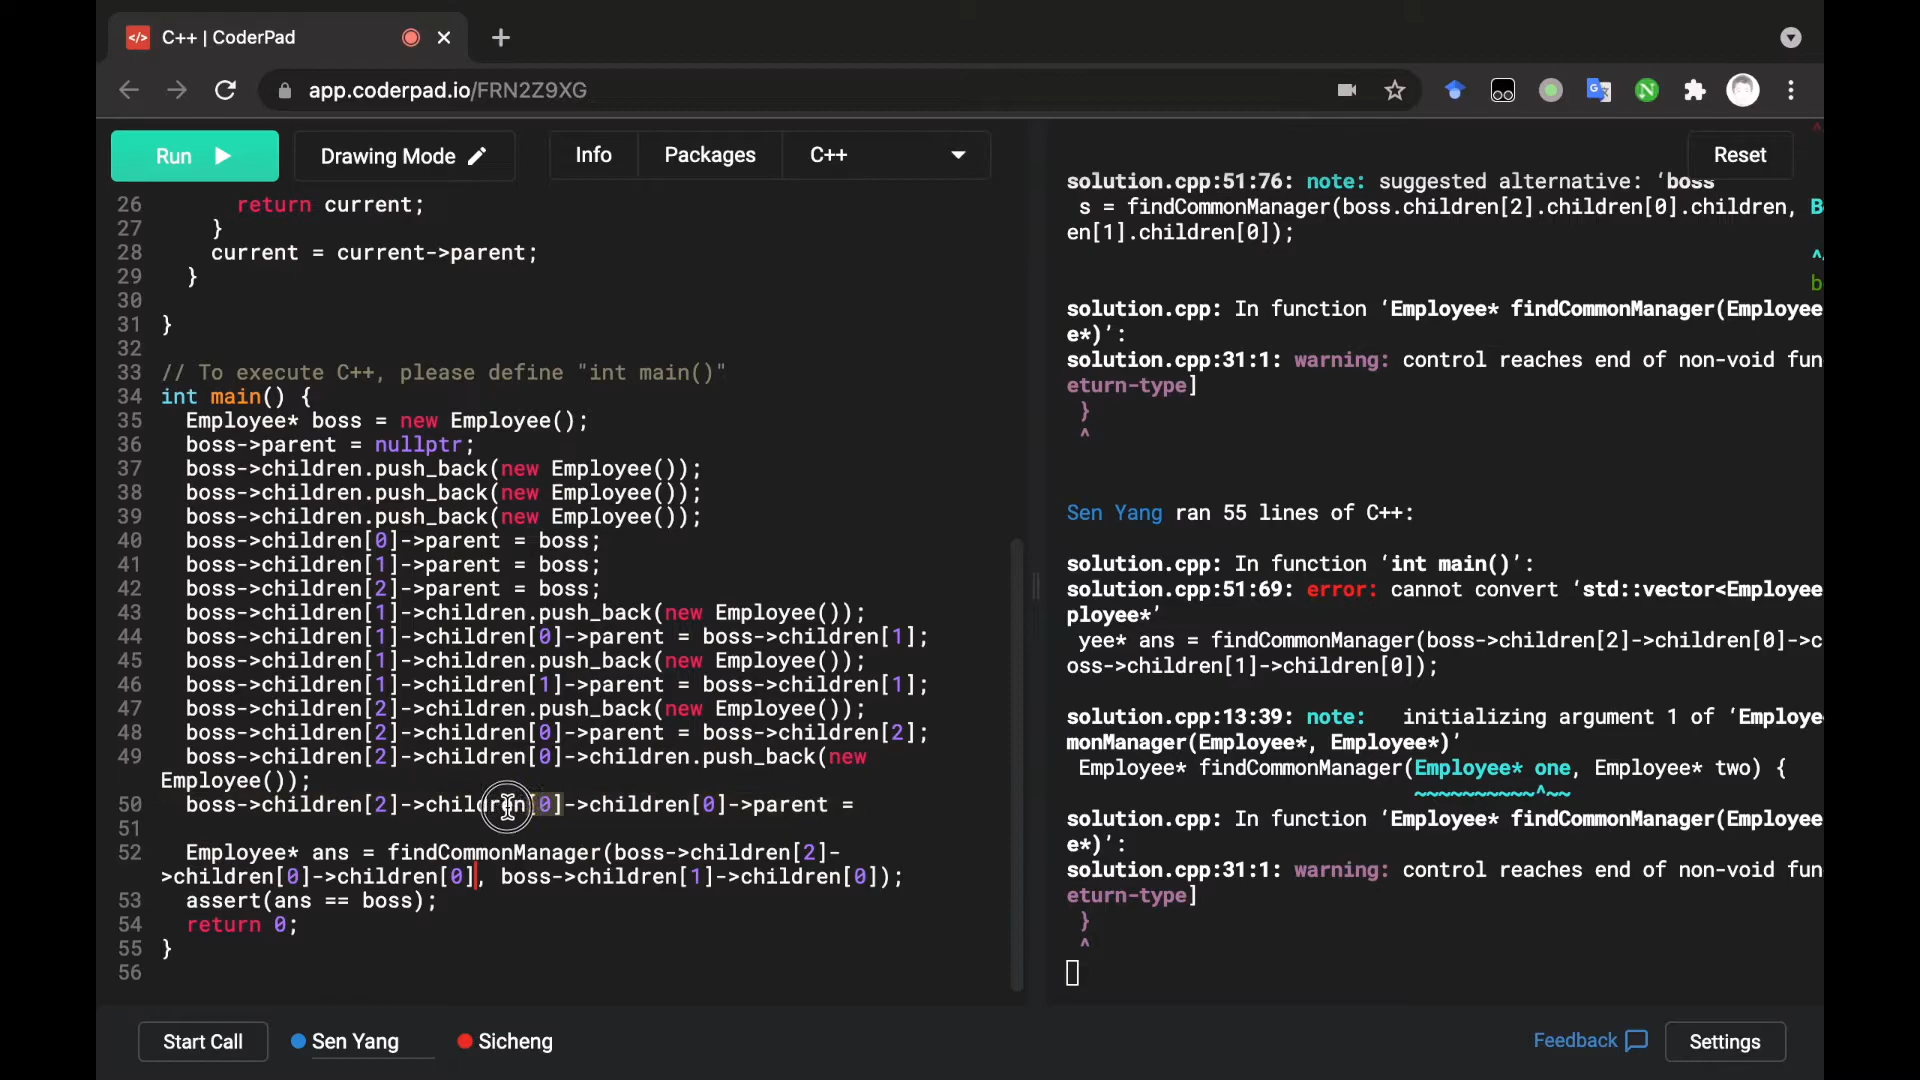 C++ | CoderPad
app.coderpad.io/FRN2Z9XG
Run
Drawing Mode
Info
Packages
C++
Reset
26 return current;
27 }
28 current = current->parent;
29 }
30
31 }
32
33 // To execute C++, please define "int main()"
34 int main() {
35 Employee* boss = new Employee();
36 boss->parent = nullptr;
37 boss->children.push_back(new Employee());
38 boss->children.push_back(new Employee());
39 boss->children.push_back(new Employee());
40 boss->children[0]->parent = boss;
41 boss->children[1]->parent = boss;
42 boss->children[2]->parent = boss;
43 boss->children[1]->children.push_back(new Employee());
44 boss->children[1]->children[0]->parent = boss->children[1];
45 boss->children[1]->children.push_back(new Employee());
46 boss->children[1]->children[1]->parent = boss->children[1];
47 boss->children[2]->children.push_back(new Employee());
48 boss->children[2]->children[0]->parent = boss->children[2];
49 boss->children[2]->children[0]->children.push_back(new
Employee());
50 boss->children[2]->children[0]->children[0]->parent =
51
52 Employee* ans = findCommonManager(boss->children[2]-
>children[0]->children[0], boss->children[1]->children[0]);
53 assert(ans == boss);
54 return 0;
55 }
56
solution.cpp:51:76: note: suggested alternative: ‘boss
s = findCommonManager(boss.children[2].children[0].children, B
en[1].children[0]);
^
b
solution.cpp: In function ‘Employee* findCommonManager(Employee
e*)’:
solution.cpp:31:1: warning: control reaches end of non-void fun
eturn-type]
}
^
Sen Yang ran 55 lines of C++:
solution.cpp: In function ‘int main()’:
solution.cpp:51:69: error: cannot convert ‘std::vector<Employee
ployee*’
yee* ans = findCommonManager(boss->children[2]->children[0]->c
oss->children[1]->children[0]);
solution.cpp:13:39: note: initializing argument 1 of ‘Employe
monManager(Employee*, Employee*)’
Employee* findCommonManager(Employee* one, Employee* two) {
~~~~~~~~~~^~~
solution.cpp: In function ‘Employee* findCommonManager(Employee
e*)’:
solution.cpp:31:1: warning: control reaches end of non-void fun
eturn-type]
}
^
Start Call
Sen Yang
Sicheng
Feedback
Settings